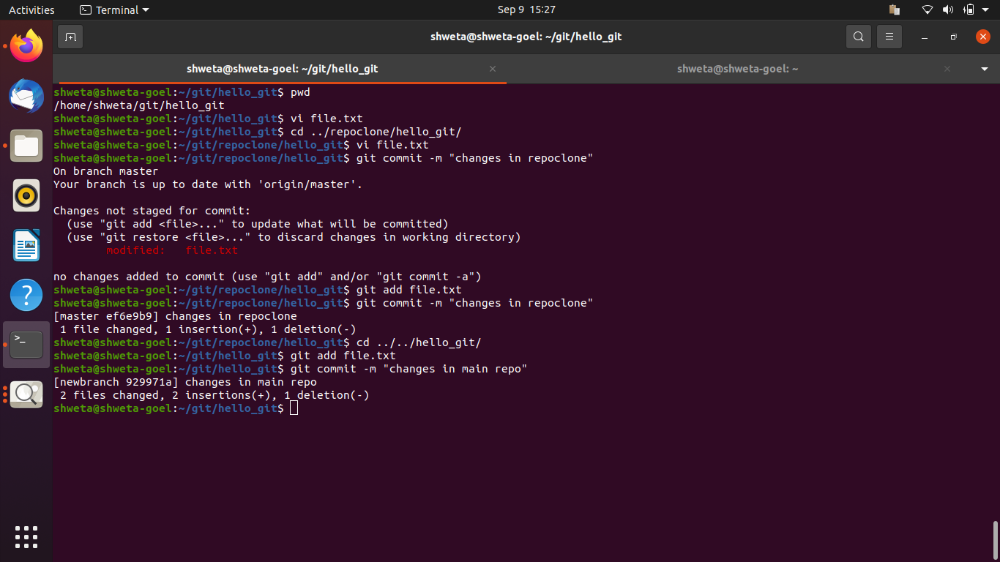 Activities Terminal Sep 9 15:27
shweta@shweta-goel: ~/git/hello_git
shweta@shweta-goel: ~/git/hello_git shweta@shweta-goel: ~
shweta@shweta-goel:~/git/hello_git$ pwd
/home/shweta/git/hello_git
shweta@shweta-goel:~/git/hello_git$ vi file.txt
shweta@shweta-goel:~/git/hello_git$ cd ../repoclone/hello_git/
shweta@shweta-goel:~/git/repoclone/hello_git$ vi file.txt
shweta@shweta-goel:~/git/repoclone/hello_git$ git commit -m "changes in repoclone"
On branch master
Your branch is up to date with 'origin/master'.
Changes not staged for commit:
  (use "git add <file>..." to update what will be committed)
  (use "git restore <file>..." to discard changes in working directory)
        modified:   file.txt
no changes added to commit (use "git add" and/or "git commit -a")
shweta@shweta-goel:~/git/repoclone/hello_git$ git add file.txt
shweta@shweta-goel:~/git/repoclone/hello_git$ git commit -m "changes in repoclone"
[master ef6e9b9] changes in repoclone
 1 file changed, 1 insertion(+), 1 deletion(-)
shweta@shweta-goel:~/git/repoclone/hello_git$ cd ../../hello_git/
shweta@shweta-goel:~/git/hello_git$ git add file.txt
shweta@shweta-goel:~/git/hello_git$ git commit -m "changes in main repo"
[newbranch 929971a] changes in main repo
 2 files changed, 2 insertions(+), 1 deletion(-)
shweta@shweta-goel:~/git/hello_git$